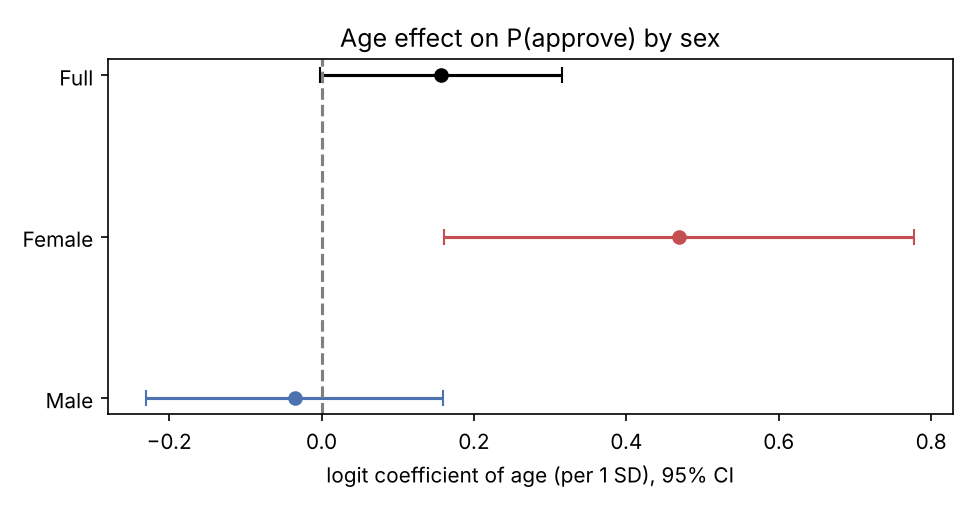 Age effect on P(approve) by sex
Full
Female
Male
−0.2 0.0 0.2 0.4 0.6 0.8
logit coefficient of age (per 1 SD), 95% CI